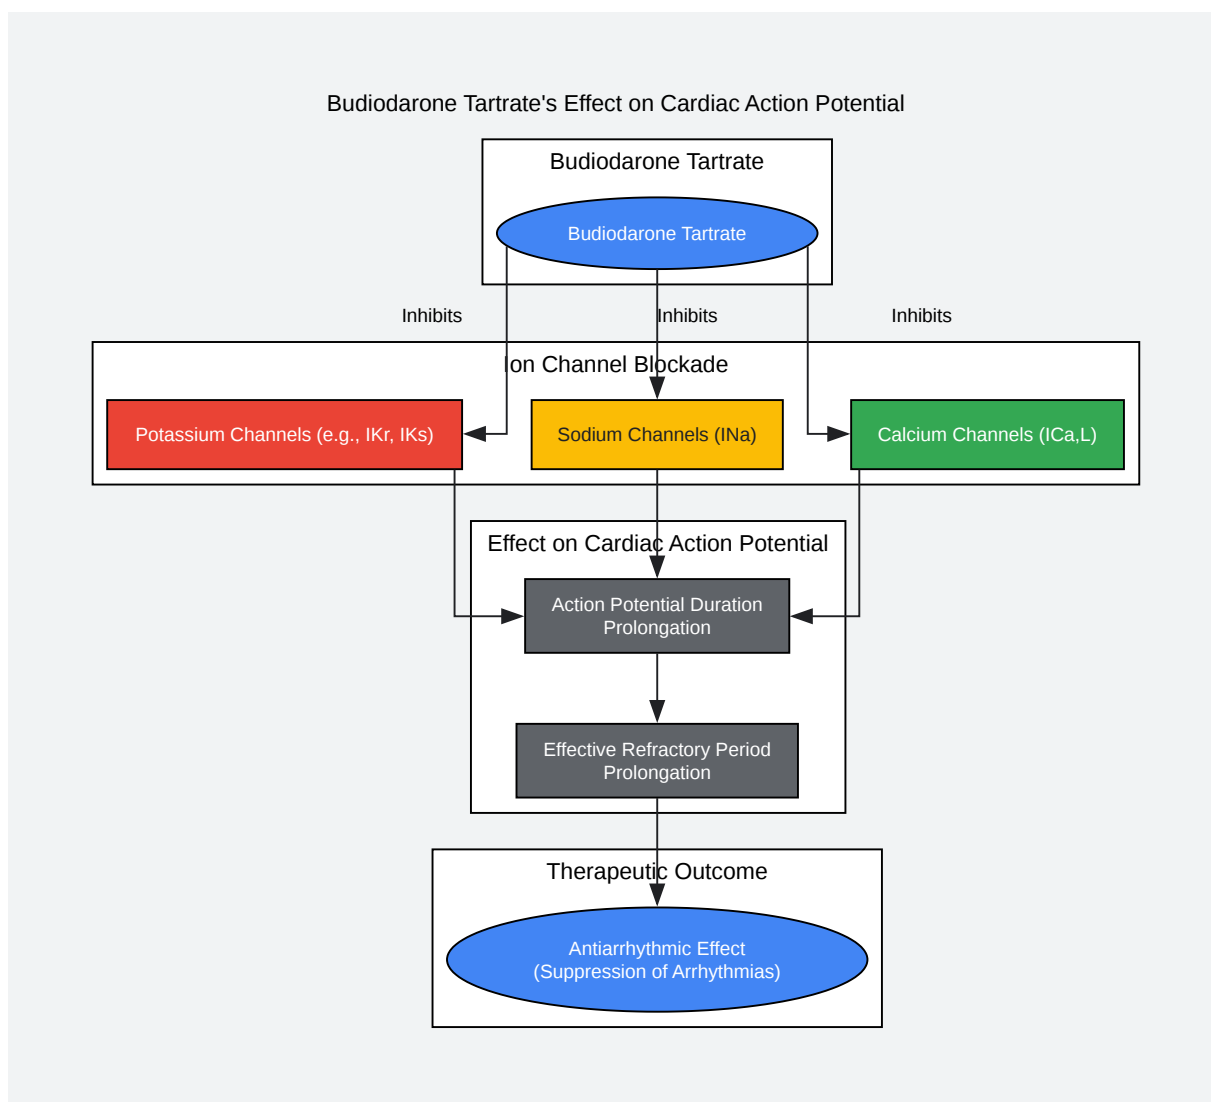 Budiodarone Tartrate's Effect on Cardiac Action Potential
Budiodarone Tartrate
Budiodarone Tartrate
Inhibits
Inhibits
Inhibits
Ion Channel Blockade
Potassium Channels (e.g., IKr, IKs)
Sodium Channels (INa)
Calcium Channels (ICa,L)
Effect on Cardiac Action Potential
Action Potential Duration
Prolongation
Effective Refractory Period
Prolongation
Therapeutic Outcome
Antiarrhythmic Effect
(Suppression of Arrhythmias)